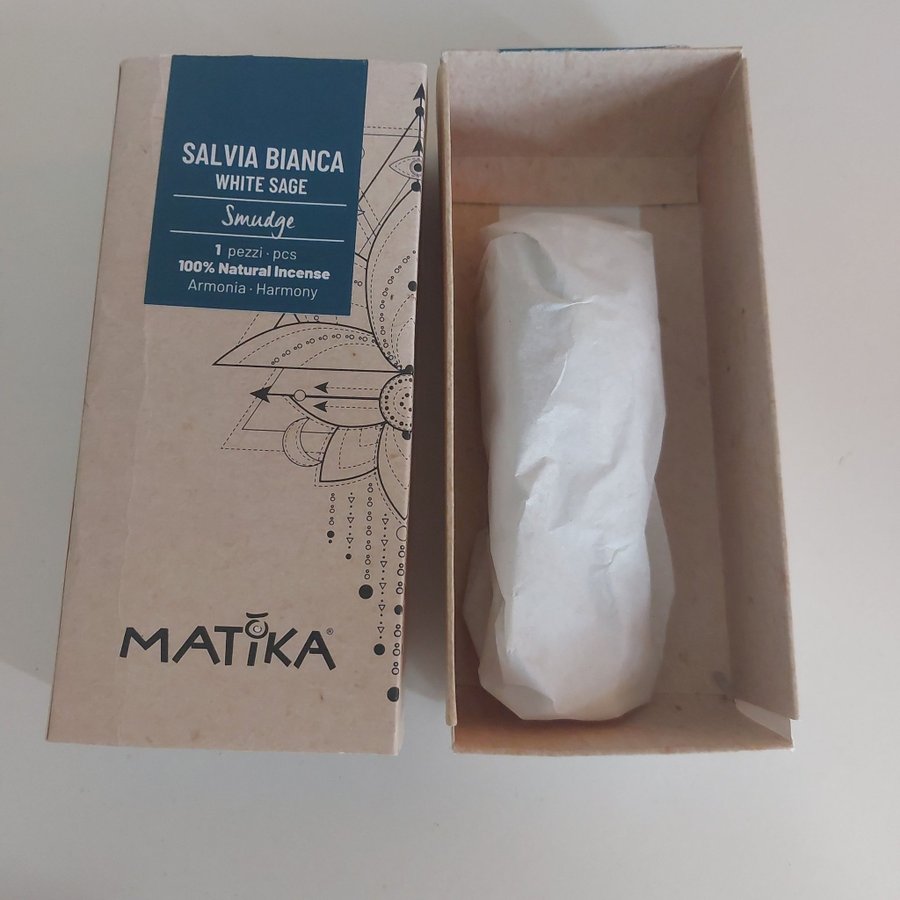 SALVIA BIANCA
WHITE SAGE
Smudge
1 pezzi · pcs
100% Natural Incense
Armonia · Harmony
MATIKA®